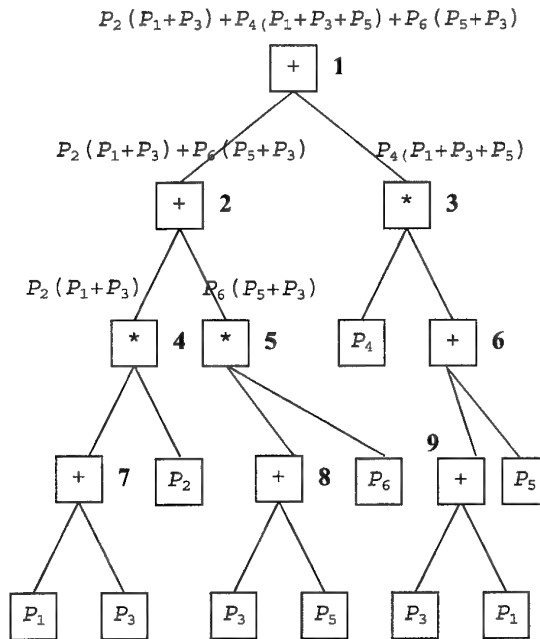 P₂(P₁+P₃)+P₄(P₁+P₃+P₅)+P₆(P₅+P₃)
+ 1
P₂(P₁+P₃)+P₆(P₅+P₃) P₄(P₁+P₃+P₅)
+ 2 * 3
P₂(P₁+P₃) P₆(P₅+P₃)
* 4 * 5 P₄ + 6
+ 7 P₂ + 8 P₆ 9 + P₅
P₁ P₃ P₃ P₅ P₃ P₁